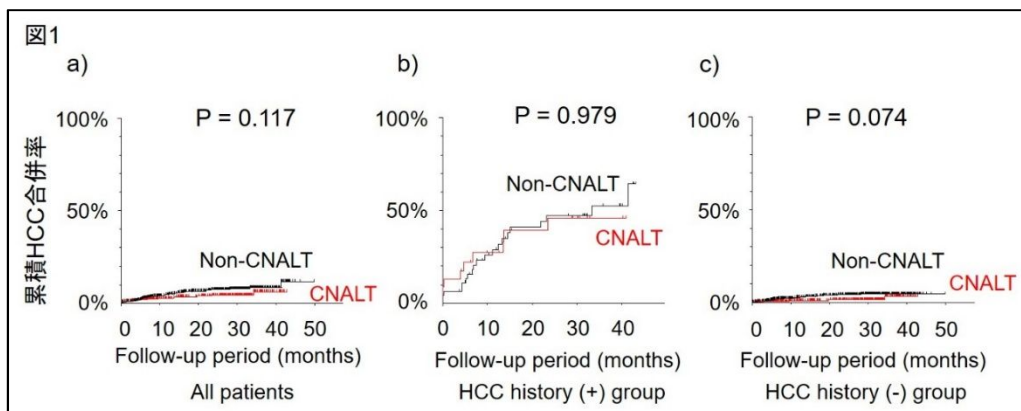 図1
a)
P = 0.117
累積HCC合併率
100%
50%
0%
Non-CNALT
CNALT
0 10 20 30 40 50
Follow-up period (months)
All patients
b)
P = 0.979
100%
50%
0%
Non-CNALT
CNALT
0 10 20 30 40
Follow-up period (months)
HCC history (+) group
c)
P = 0.074
100%
50%
0%
Non-CNALT
CNALT
0 10 20 30 40 50
Follow-up period (months)
HCC history (-) group